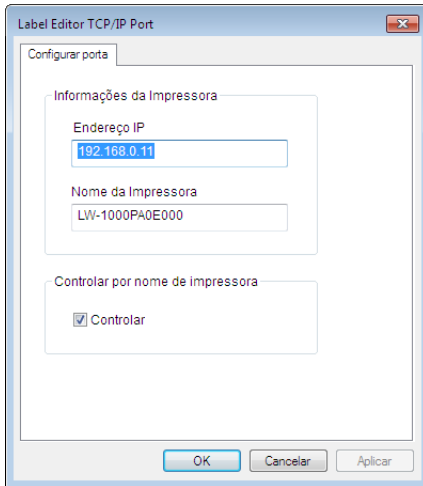 Label Editor TCP/IP Port
Configurar porta
Informações da Impressora
Endereço IP
192.168.0.11
Nome da Impressora
LW-1000PA0E000
Controlar por nome de impressora
Controlar
OK Cancelar Aplicar